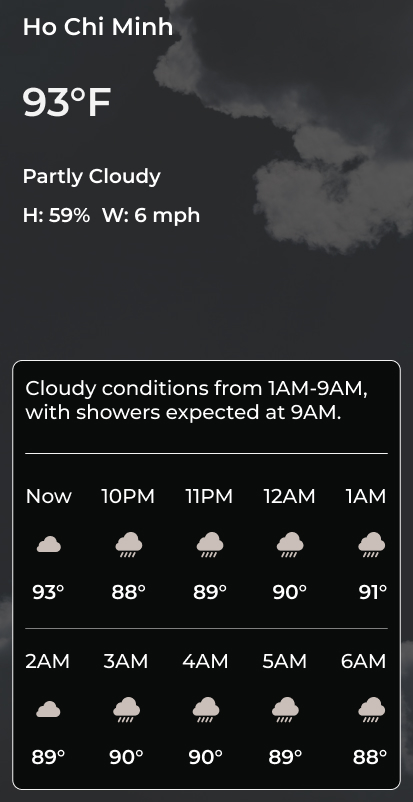 Ho Chi Minh
93°F
Partly Cloudy
H: 59% W: 6 mph
Cloudy conditions from 1AM-9AM,
with showers expected at 9AM.
Now 10PM 11PM 12AM 1AM
93° 88° 89° 90° 91°
2AM 3AM 4AM 5AM 6AM
89° 90° 90° 89° 88°